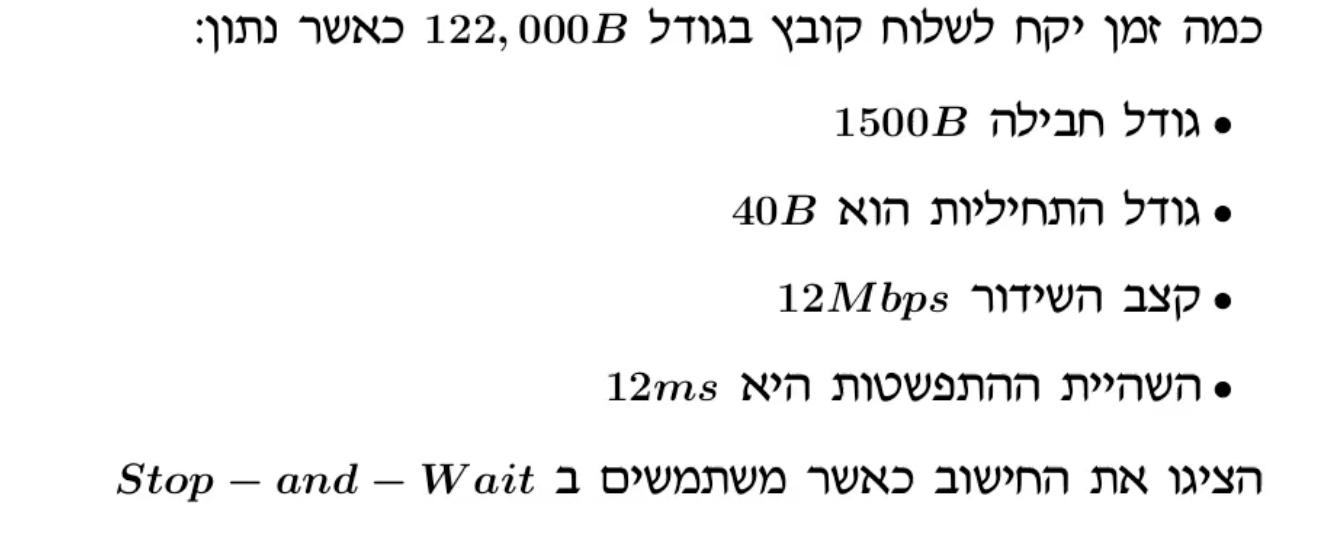 כמה זמן יקח לשלוח קובץ בגודל 122,000B כאשר נתון:
• גודל חבילה 1500B
• גודל התחיליות הוא 40B
• קצב השידור 12Mbps
• השהיית ההתפשטות היא 12ms
הציגו את החישוב כאשר משתמשים ב Stop − and − Wait